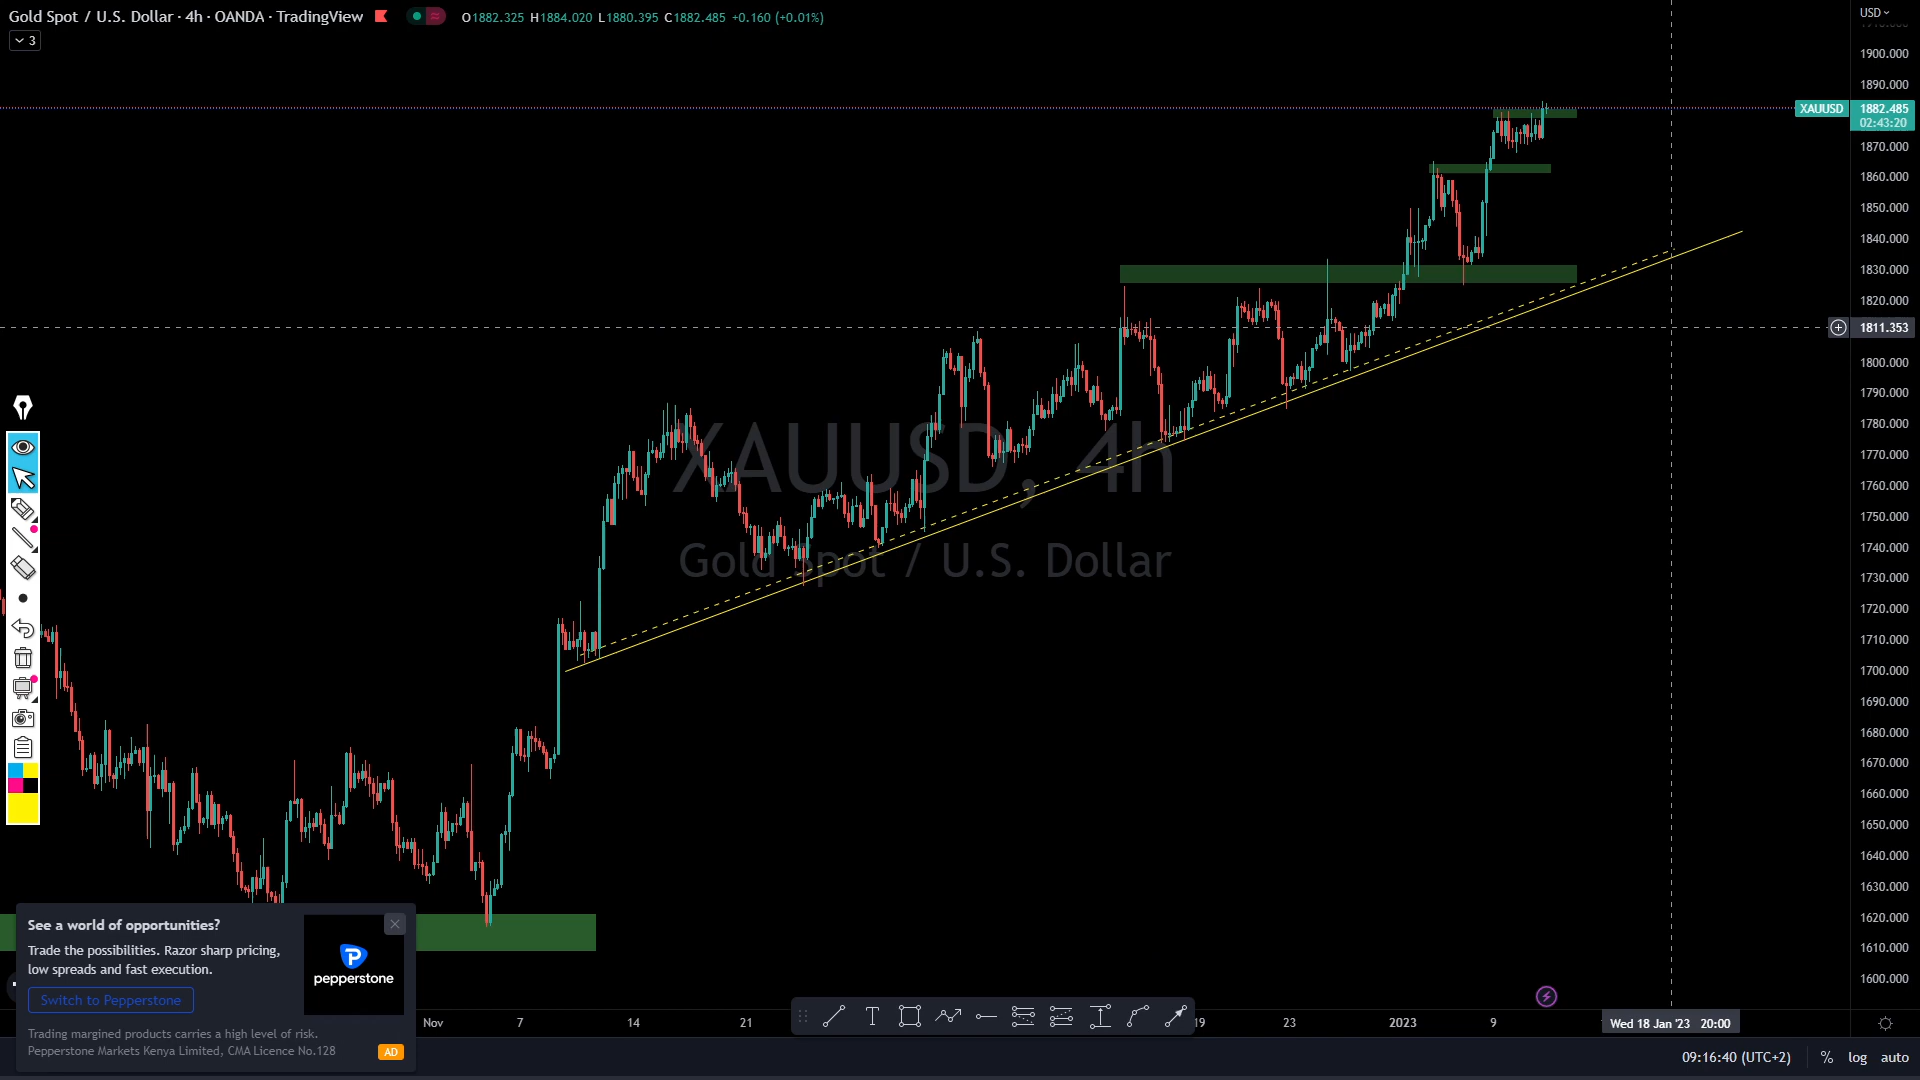 Gold Spot / U.S. Dollar · 4h · OANDA · TradingView
O1882.325 H1884.020 L1880.395 C1882.485 +0.160 (+0.01%)
3
USD
1900.000
1890.000
XAUUSD
1882.485
02:43:20
1870.000
1860.000
1850.000
1840.000
1830.000
1820.000
1811.353
1800.000
1790.000
1780.000
1770.000
1760.000
1750.000
1740.000
1730.000
1720.000
1710.000
1700.000
1690.000
1680.000
1670.000
1660.000
1650.000
1640.000
1630.000
1620.000
1610.000
1600.000
XAUUSD, 4h
Gold Spot / U.S. Dollar
See a world of opportunities?
Trade the possibilities. Razor sharp pricing,
low spreads and fast execution.
Switch to Pepperstone
pepperstone
Trading margined products carries a high level of risk.
Pepperstone Markets Kenya Limited, CMA Licence No.128
AD
Nov
7
14
21
19
23
2023
9
Wed 18 Jan '23 20:00
09:16:40 (UTC+2)
%
log
auto